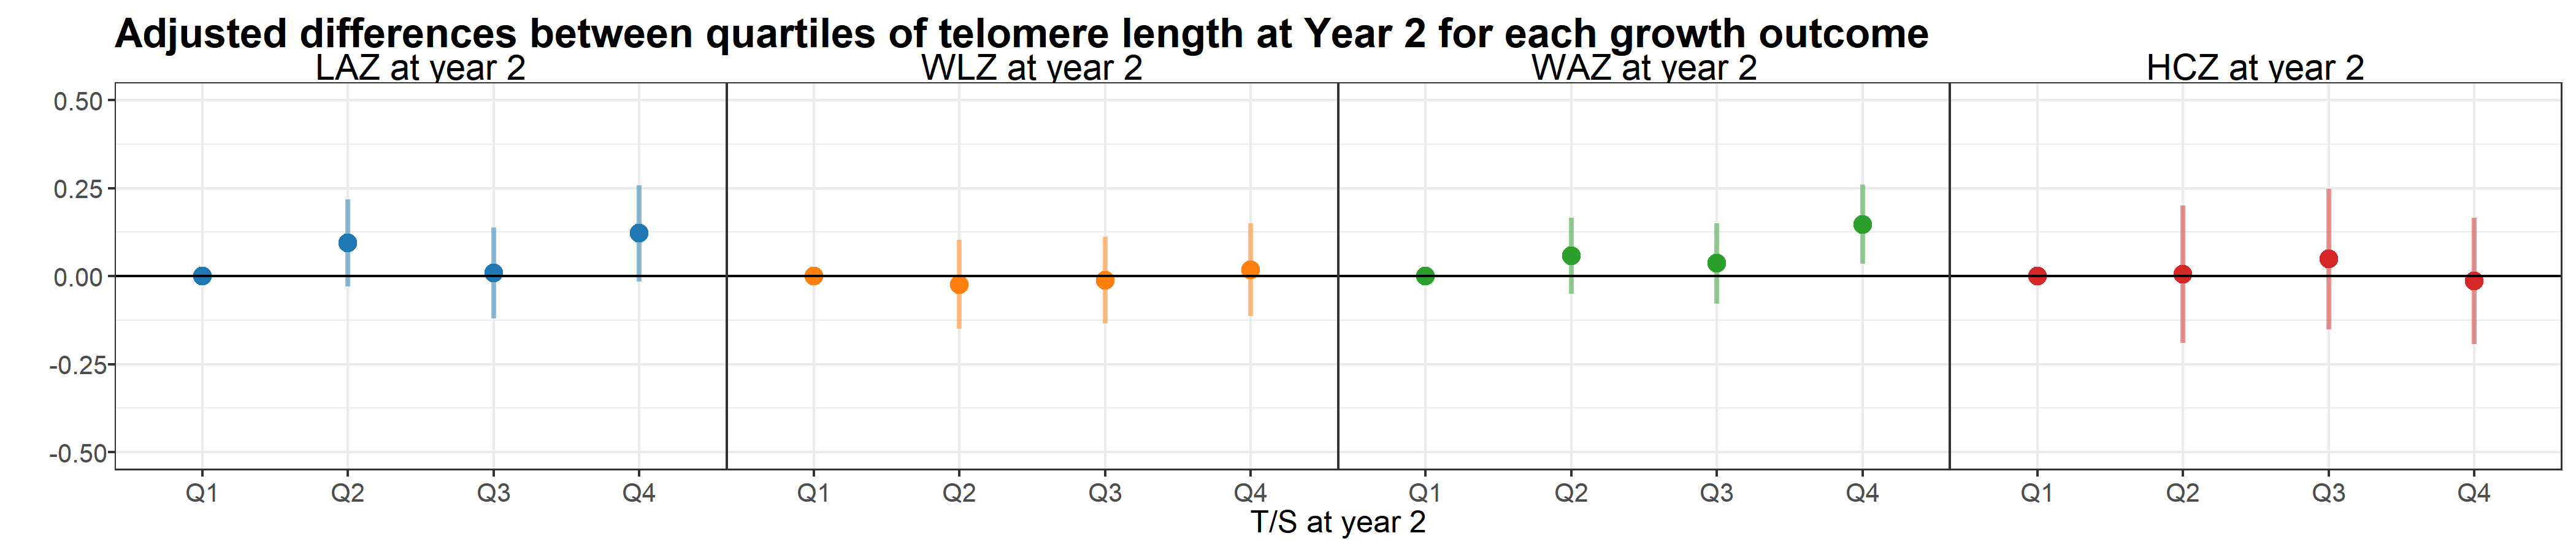 Adjusted differences between quartiles of telomere length at Year 2 for each growth outcome
LAZ at year 2 WLZ at year 2 WAZ at year 2 HCZ at year 2
0.50
0.25
0.00
-0.25
-0.50
Q1 Q2 Q3 Q4 Q1 Q2 Q3 Q4 Q1 Q2 Q3 Q4 Q1 Q2 Q3 Q4
T/S at year 2